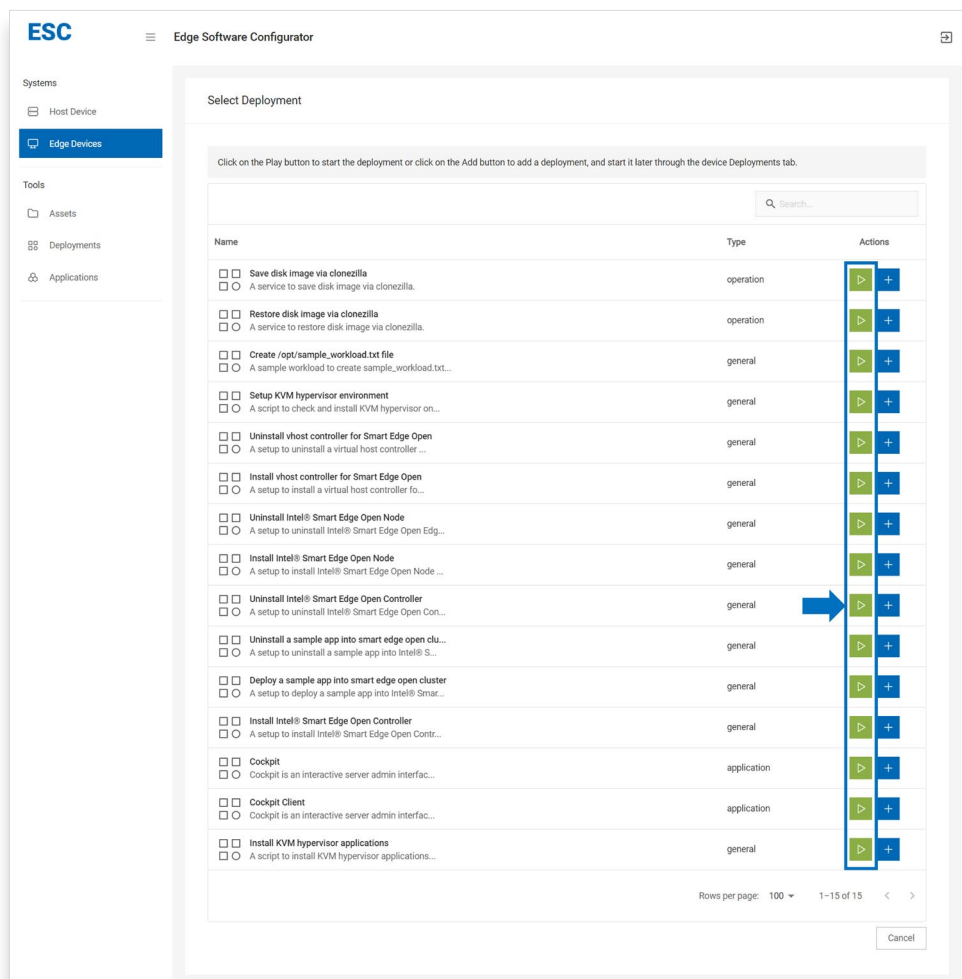 ESC
Edge Software Configurator
Systems
Host Device
Edge Devices
Tools
Assets
Deployments
Applications
Select Deployment
Click on the Play button to start the deployment or click on the Add button to add a deployment, and start it later through the device Deployments tab.
Search...
Name Type Actions
Save disk image via clonezilla operation
A service to save disk image via clonezilla.
Restore disk image via clonezilla operation
A service to restore disk image via clonezilla.
Create /opt/sample_workload.txt file general
A sample workload to create sample_workload.txt...
Setup KVM hypervisor environment general
A script to check and install KVM hypervisor on...
Uninstall vhost controller for Smart Edge Open general
A setup to uninstall a virtual host controller ...
Install vhost controller for Smart Edge Open general
A setup to install a virtual host controller fo...
Uninstall Intel® Smart Edge Open Node general
A setup to uninstall Intel® Smart Edge Open Edg...
Install Intel® Smart Edge Open Node general
A setup to install Intel® Smart Edge Open Node ...
Uninstall Intel® Smart Edge Open Controller general
A setup to uninstall Intel® Smart Edge Open Con...
Uninstall a sample app into smart edge open clu... general
A setup to uninstall a sample app into Intel® S...
Deploy a sample app into smart edge open cluster general
A setup to deploy a sample app into Intel® Smar...
Install Intel® Smart Edge Open Controller general
A setup to install Intel® Smart Edge Open Contr...
Cockpit application
Cockpit is an interactive server admin interfac...
Cockpit Client application
Cockpit is an interactive server admin interfac...
Install KVM hypervisor applications general
A script to install KVM hypervisor applications...
Rows per page: 100 1–15 of 15
Cancel